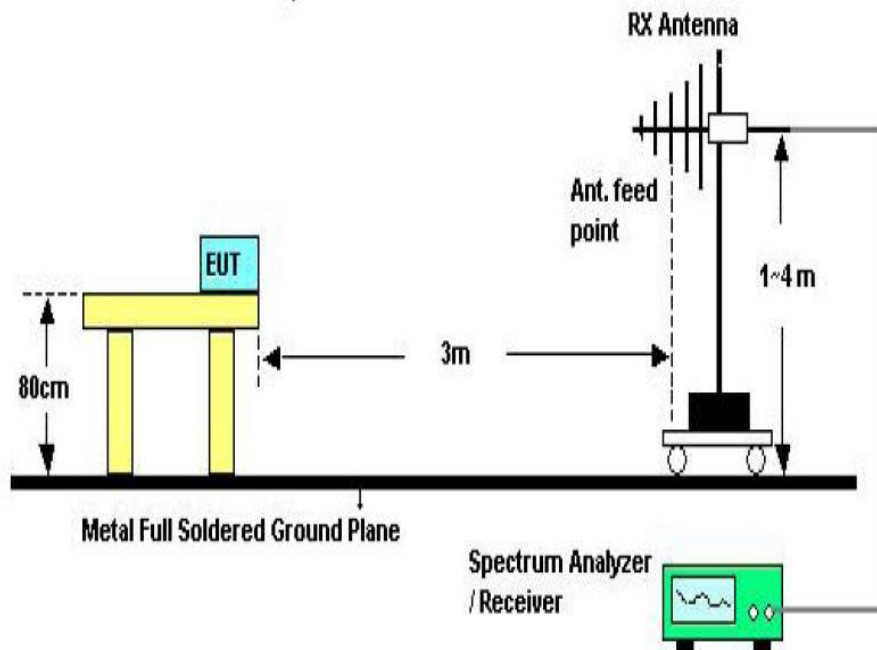 RX Antenna
Ant. feed
point
EUT
1~4 m
3m
80cm
Metal Full Soldered Ground Plane
Spectrum Analyzer
/ Receiver